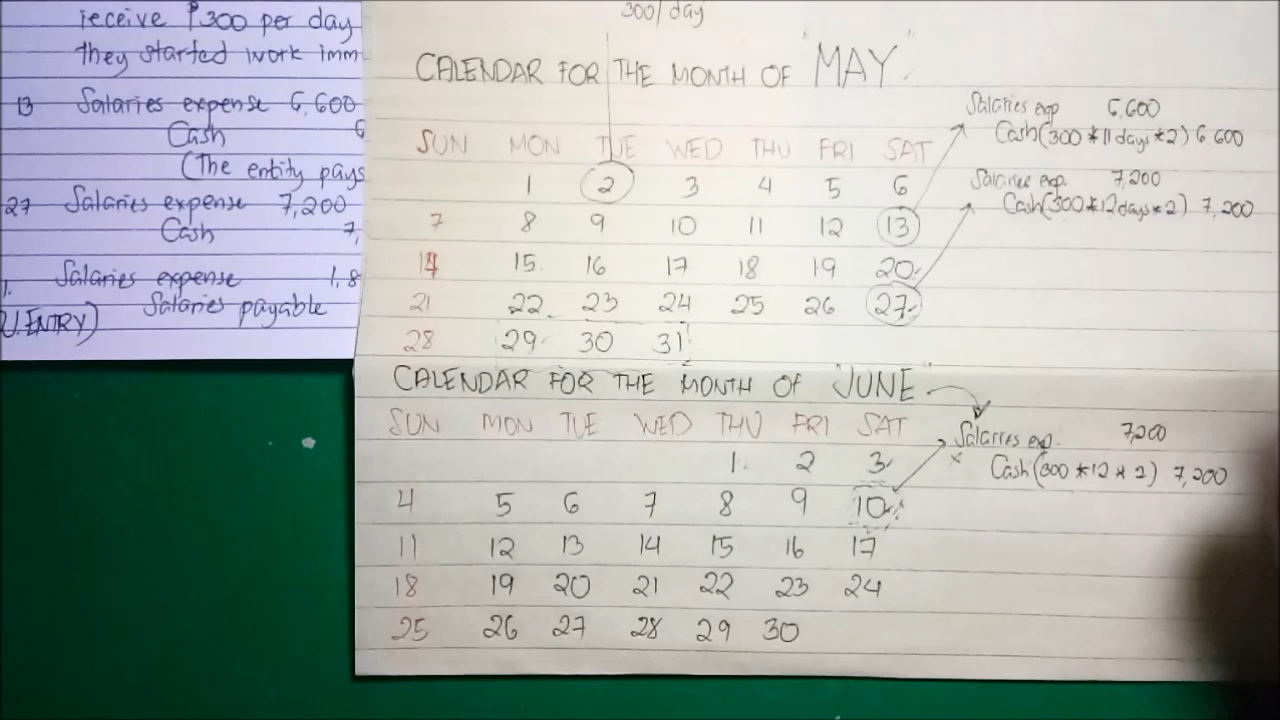 receive ₱300 per day
they started work imm
13 Salaries expense 6,600
Cash 6
(The entity pays
27 Salaries expense 7,200
Cash 7,
1. Salaries expense 1,8
Salaries payable
ENTRY)
300/day
CALENDAR FOR THE MONTH OF "MAY"
SUN MON TUE WED THU FRI SAT
1 2 3 4 5 6
7 8 9 10 11 12 13
14 15 16 17 18 19 20
21 22 23 24 25 26 27
28 29 30 31
Salaries exp 6,600
Cash (300*11days*2) 6,600
Salaries exp. 7,200
Cash (300*12days*2) 7,200
CALENDAR FOR THE MONTH OF "JUNE"
SUN MON TUE WED THU FRI SAT
1 2 3
4 5 6 7 8 9 10
11 12 13 14 15 16 17
18 19 20 21 22 23 24
25 26 27 28 29 30
Salaries exp. 7,200
Cash (300*12*2) 7,200